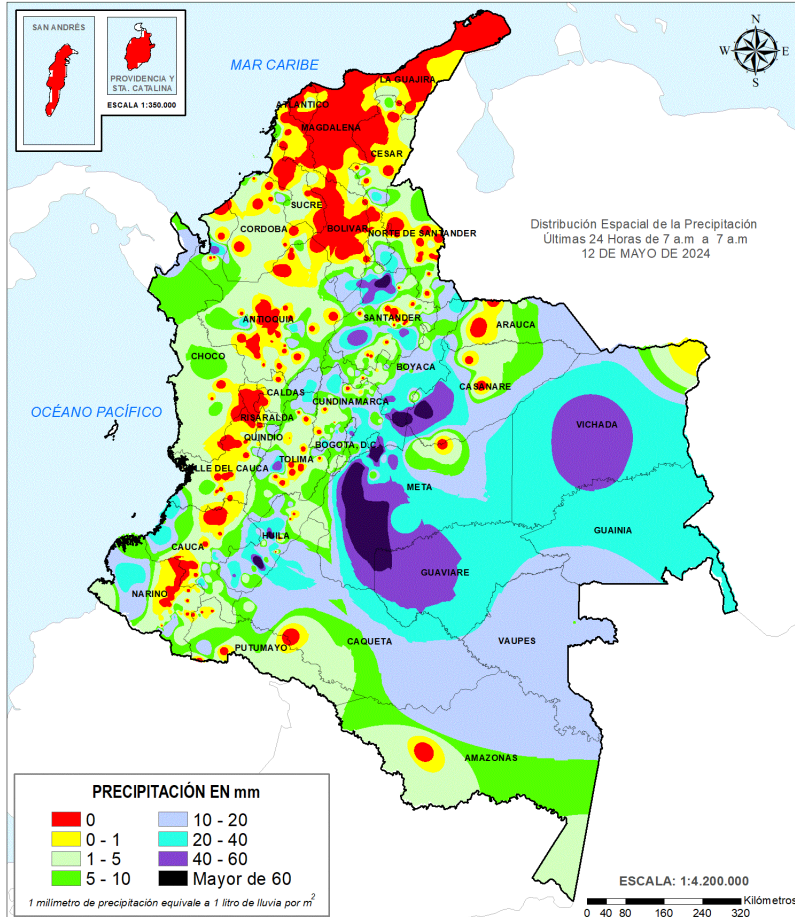 SAN ANDRÉS
PROVIDENCIA Y
STA. CATALINA
ESCALA 1:350.000
MAR CARIBE
N
W
E
S
LA GUAJIRA
ATLANTICO
MAGDALENA
CESAR
SUCRE
CORDOBA
BOLIVAR
NORTE DE SANTANDER
Distribución Espacial de la Precipitación
Últimas 24 Horas de 7 a.m a 7 a.m
12 DE MAYO DE 2024
ANTIOQUIA
SANTANDER
ARAUCA
CHOCO
BOYACA
CASANARE
OCÉANO PACÍFICO
CALDAS
CUNDINAMARCA
RISARALDA
VICHADA
QUINDIO
BOGOTA, D.C.
TOLIMA
VALLE DEL CAUCA
META
GUAINIA
HUILA
CAUCA
GUAVIARE
NARIÑO
PUTUMAYO
CAQUETA
VAUPES
AMAZONAS
PRECIPITACIÓN EN mm
0
10 - 20
0 - 1
20 - 40
1 - 5
40 - 60
5 - 10
Mayor de 60
1 milímetro de precipitación equivale a 1 litro de lluvia por m²
ESCALA: 1:4.200.000
Kilómetros
0 40 80 160 240 320